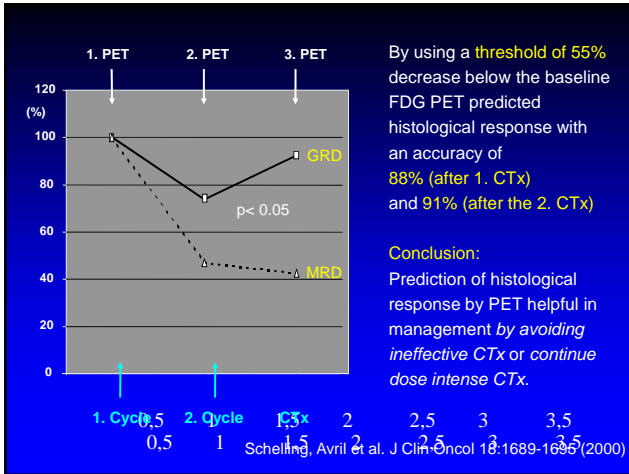 1. PET 2. PET 3. PET
120
(%)
100
80
60
40
20
0
GRD
p< 0.05
MRD
1. Cycle 2. Cycle CTx
0,5 1 1,5 2 2,5 3 3,5
0,5 1 1,5 2 2,5 3 3,5
By using a threshold of 55%
decrease below the baseline
FDG PET predicted
histological response with
an accuracy of
88% (after 1. CTx)
and 91% (after the 2. CTx)
Conclusion:
Prediction of histological
response by PET helpful in
management by avoiding
ineffective CTx or continue
dose intense CTx.
Schelling, Avril et al. J Clin Oncol 18:1689-1695 (2000)